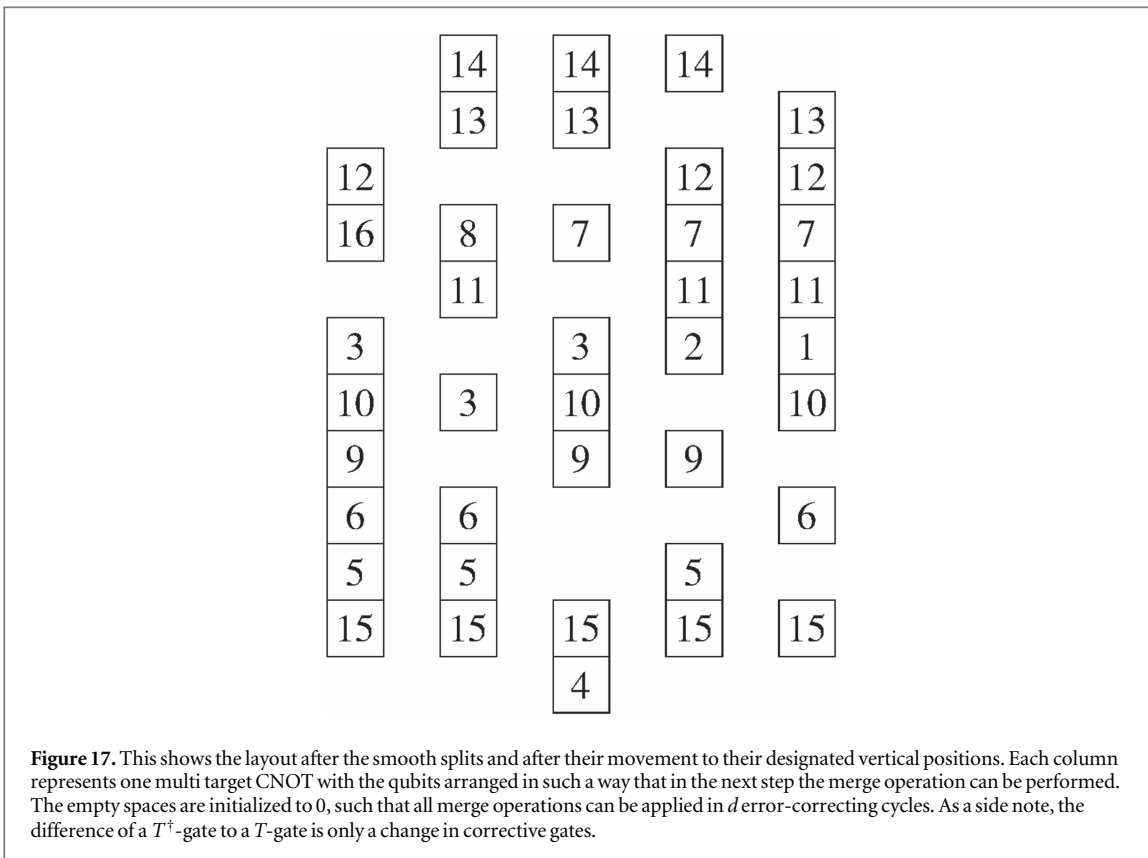 14 14 14
13 13 13
12 12 12
16 8 7 7 7
11 11 11
3 3 2 1
10 3 10 10
9 9 9
6 6 6
5 5 5
15 15 15 15 15
4
Figure 17. This shows the layout after the smooth splits and after their movement to their designated vertical positions. Each column
represents one multi target CNOT with the qubits arranged in such a way that in the next step the merge operation can be performed.
The empty spaces are initialized to 0, such that all merge operations can be applied in d error-correcting cycles. As a side note, the
difference of a T†-gate to a T-gate is only a change in corrective gates.